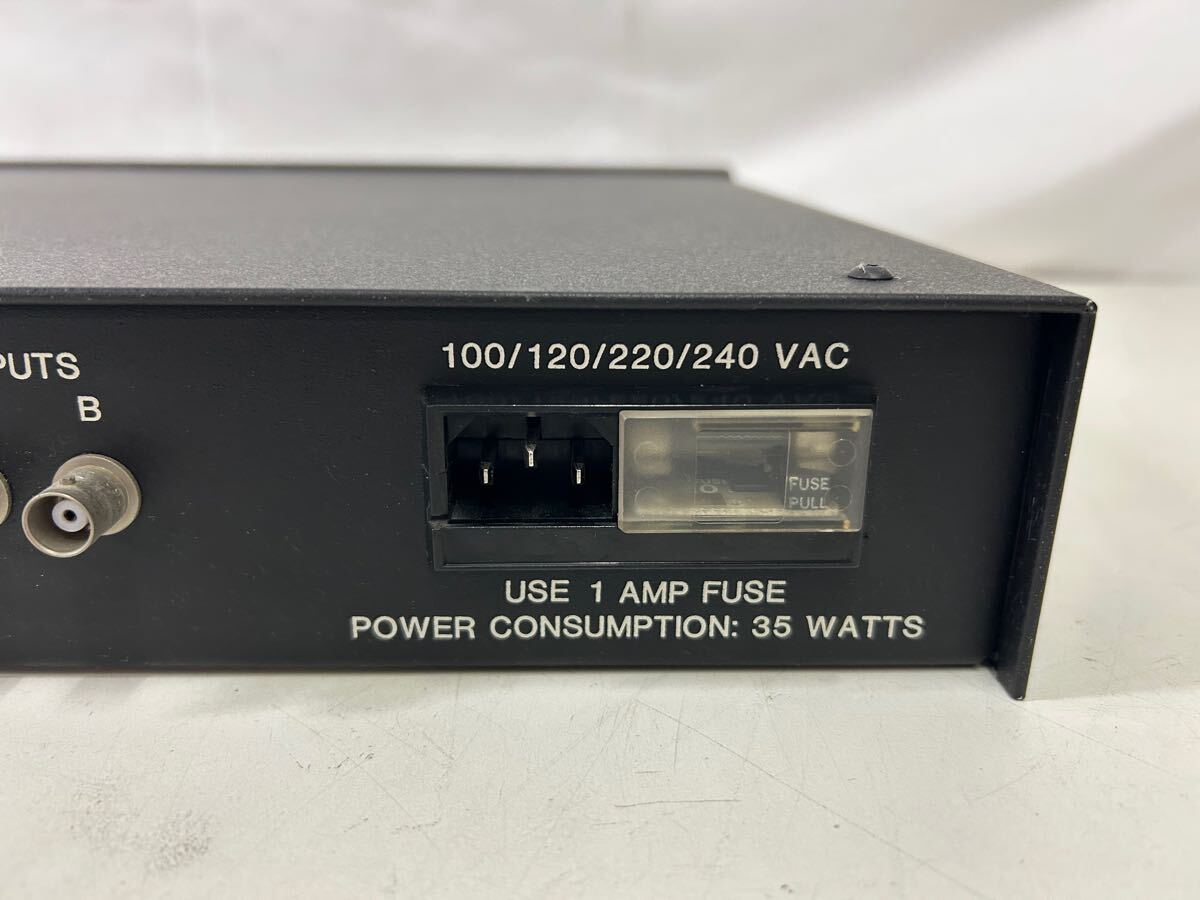 PUTS
B
100/120/220/240 VAC
FUSE
PULL
USE 1 AMP FUSE
POWER CONSUMPTION: 35 WATTS